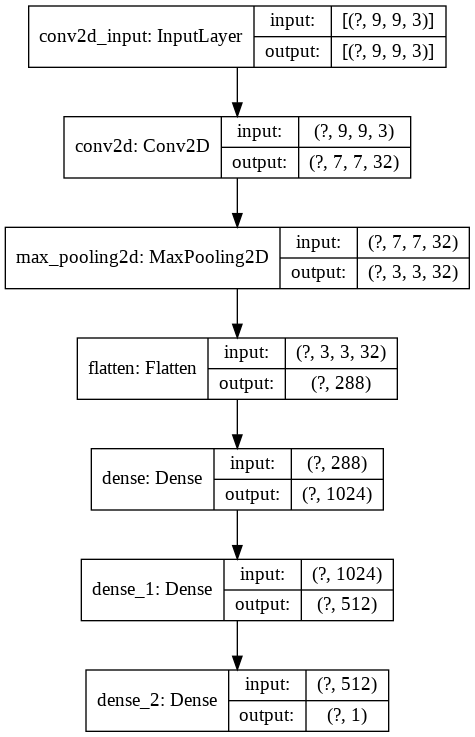 conv2d_input: InputLayer input: [(?, 9, 9, 3)]
output: [(?, 9, 9, 3)]
conv2d: Conv2D input: (?, 9, 9, 3)
output: (?, 7, 7, 32)
max_pooling2d: MaxPooling2D input: (?, 7, 7, 32)
output: (?, 3, 3, 32)
flatten: Flatten input: (?, 3, 3, 32)
output: (?, 288)
dense: Dense input: (?, 288)
output: (?, 1024)
dense_1: Dense input: (?, 1024)
output: (?, 512)
dense_2: Dense input: (?, 512)
output: (?, 1)